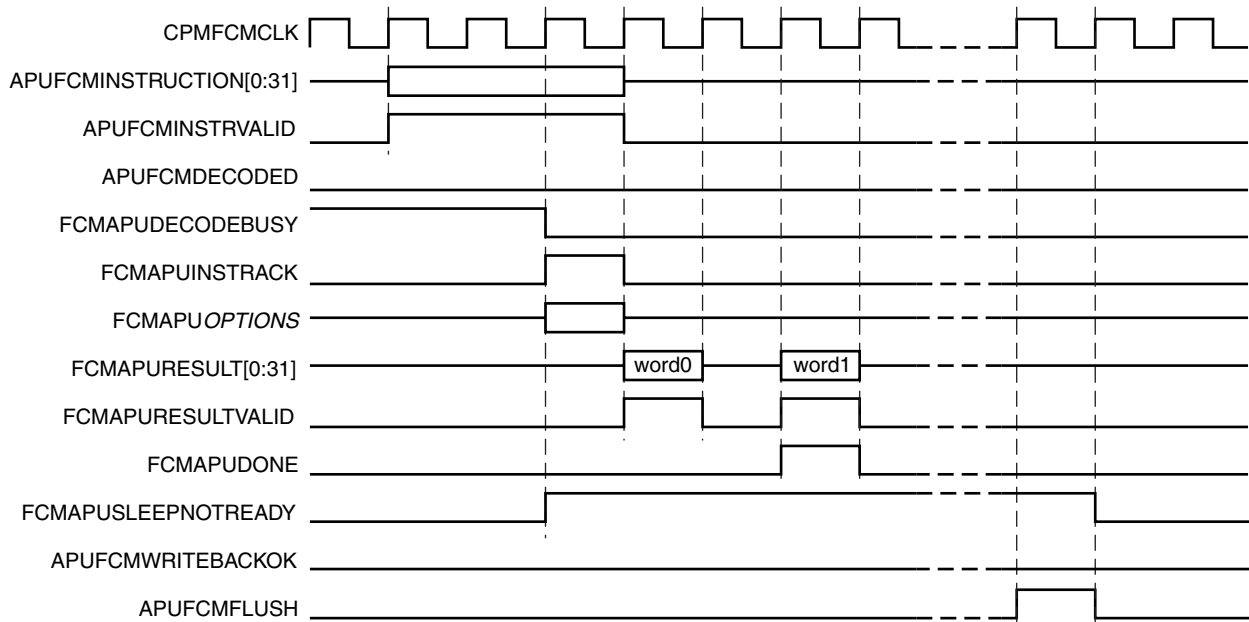 CPMFCMCLK
APUFCMINSTRUCTION[0:31]
APUFCMINSTRVALID
APUFCMDECODED
FCMAPUDECODEBUSY
FCMAPUINSTRACK
FCMAPUOPTIONS
FCMAPURESULT[0:31] word0 word1
FCMAPURESULTVALID
FCMAPUDONE
FCMAPUSLEEPNOTREADY
APUFCMWRITEBACKOK
APUFCMFLUSH